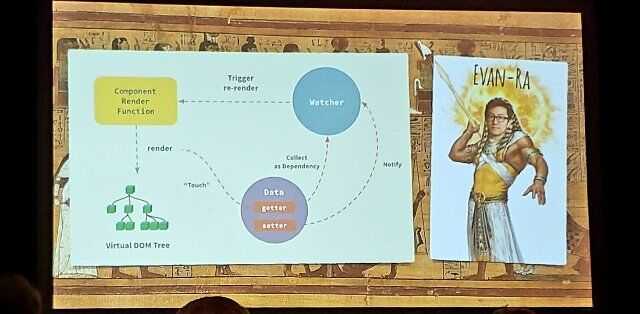 Component
Render
Function
Trigger
re-render
Watcher
render
"Touch"
Collect
as Dependency
Notify
Data
getter
setter
Virtual DOM Tree
EVAN-RA